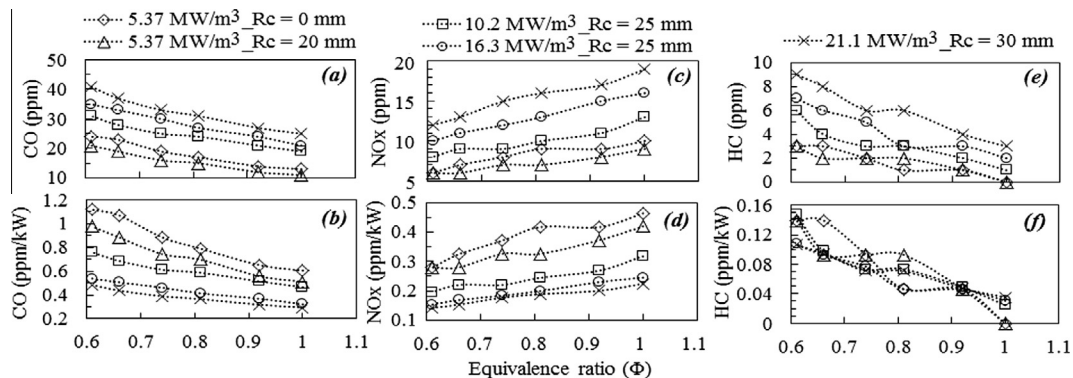 5.37 MW/m3_Rc = 0 mm
5.37 MW/m3_Rc = 20 mm
10.2 MW/m3_Rc = 25 mm
16.3 MW/m3_Rc = 25 mm
21.1 MW/m3_Rc = 30 mm
(a)
CO (ppm)
50
40
30
20
10
(c)
NOx (ppm)
20
15
10
5
(e)
HC (ppm)
10
8
6
4
2
0
(b)
CO (ppm/kW)
1.2
1
0.8
0.6
0.4
0.2
0.6 0.7 0.8 0.9 1 1.1
(d)
NOx (ppm/kW)
0.5
0.4
0.3
0.2
0.1
0.6 0.7 0.8 0.9 1 1.1
(f)
HC (ppm/kW)
0.16
0.12
0.08
0.04
0
0.6 0.7 0.8 0.9 1 1.1
Equivalence ratio (Φ)